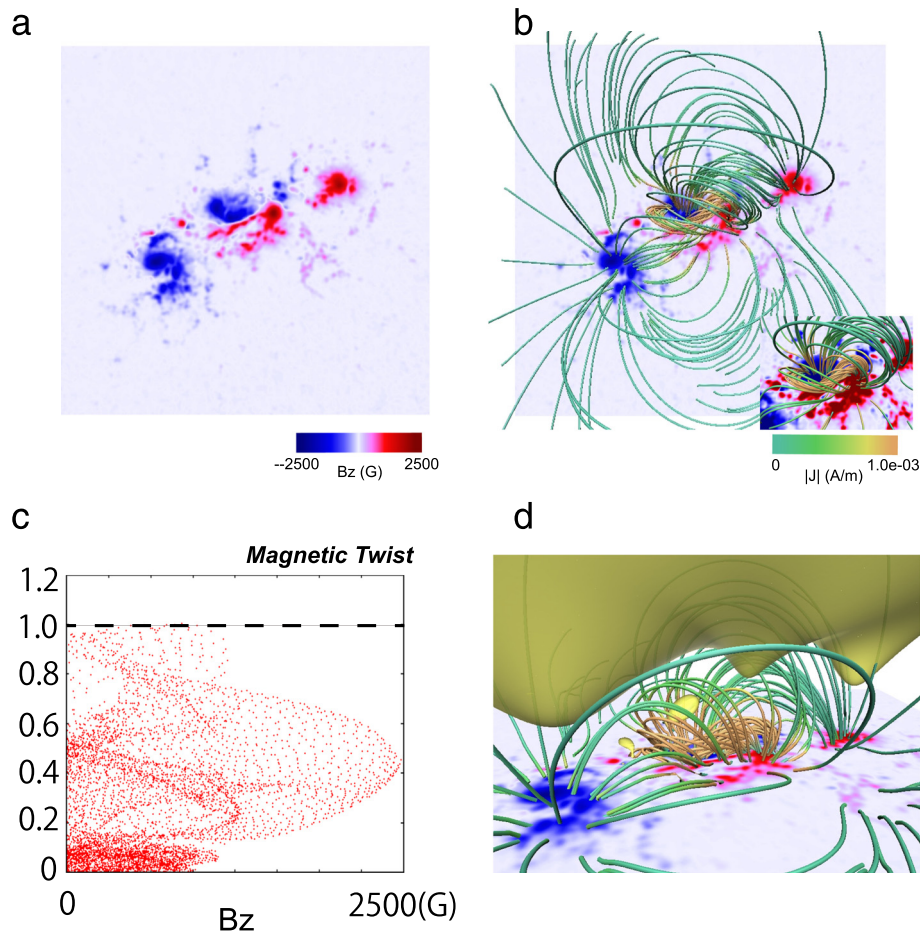 a
b
--2500 2500
Bz (G)
0 1.0e-03
|J| (A/m)
c
d
Magnetic Twist
1.2
1.0
0.8
0.6
0.4
0.2
0
0 2500(G)
Bz